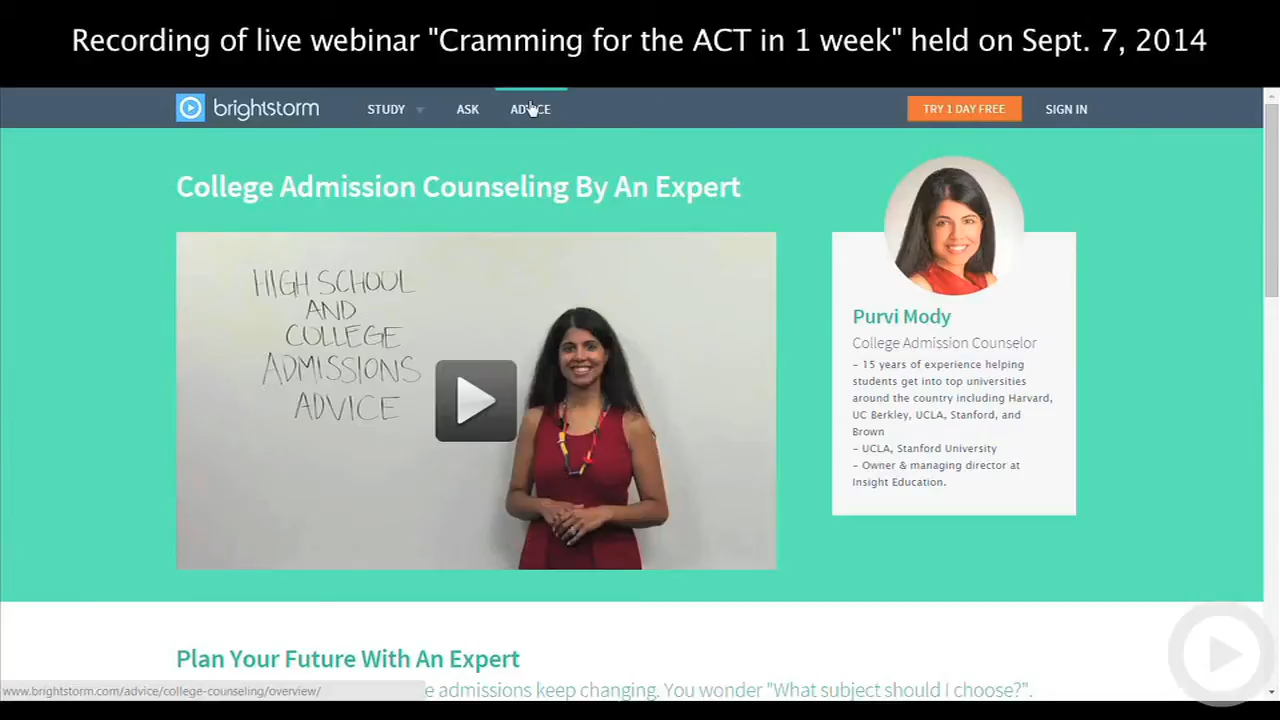 Recording of live webinar "Cramming for the ACT in 1 week" held on Sept. 7, 2014
brightstorm STUDY ASK ADVICE TRY 1 DAY FREE SIGN IN
College Admission Counseling By An Expert
HIGH SCHOOL
AND
COLLEGE
ADMISSIONS
ADVICE
Purvi Mody
College Admission Counselor
- 15 years of experience helping
students get into top universities
around the country including Harvard,
UC Berkley, UCLA, Stanford, and
Brown
- UCLA, Stanford University
- Owner & managing director at
Insight Education.
Plan Your Future With An Expert
www.brightstorm.com/advice/college-counseling/overview/
e admissions keep changing. You wonder "What subject should I choose?".